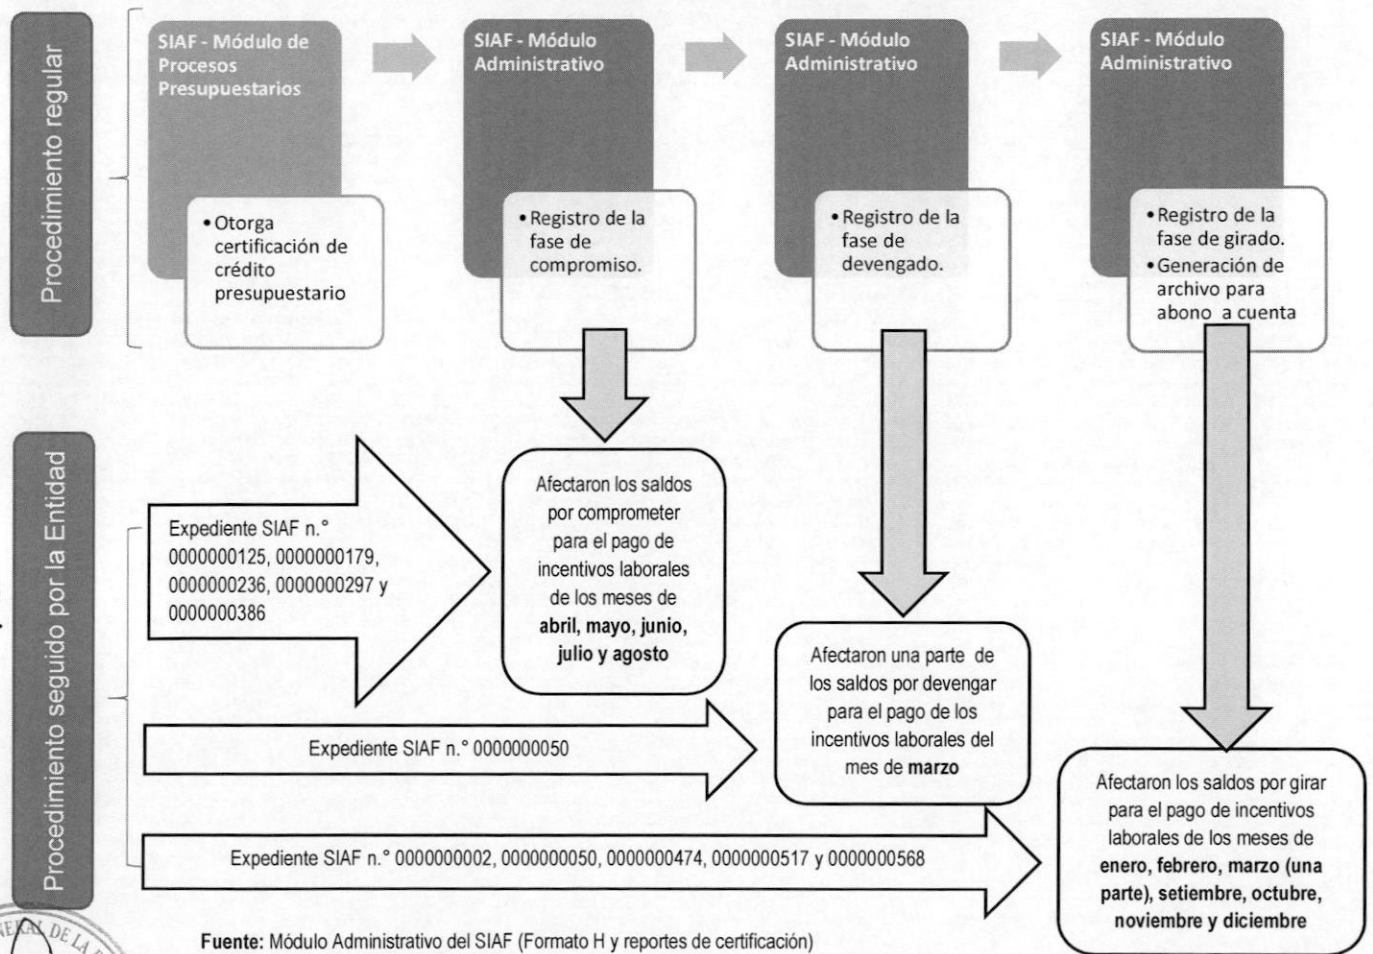 Procedimiento regular
SIAF - Módulo de
Procesos
Presupuestarios
• Otorga
certificación de
crédito
presupuestario
SIAF - Módulo
Administrativo
• Registro de la
fase de
compromiso.
SIAF - Módulo
Administrativo
• Registro de la
fase de
devengado.
SIAF - Módulo
Administrativo
• Registro de la
fase de girado.
• Generación de
archivo para
abono a cuenta
Procedimiento seguido por la Entidad
Expediente SIAF n.°
0000000125, 0000000179,
0000000236, 0000000297 y
0000000386
Afectaron los saldos
por comprometer
para el pago de
incentivos laborales
de los meses de
abril, mayo, junio,
julio y agosto
Expediente SIAF n.° 0000000050
Afectaron una parte de
los saldos por devengar
para el pago de los
incentivos laborales del
mes de marzo
Expediente SIAF n.° 0000000002, 0000000050, 0000000474, 0000000517 y 0000000568
Afectaron los saldos por girar
para el pago de incentivos
laborales de los meses de
enero, febrero, marzo (una
parte), setiembre, octubre,
noviembre y diciembre
Fuente: Módulo Administrativo del SIAF (Formato H y reportes de certificación)
DE LA